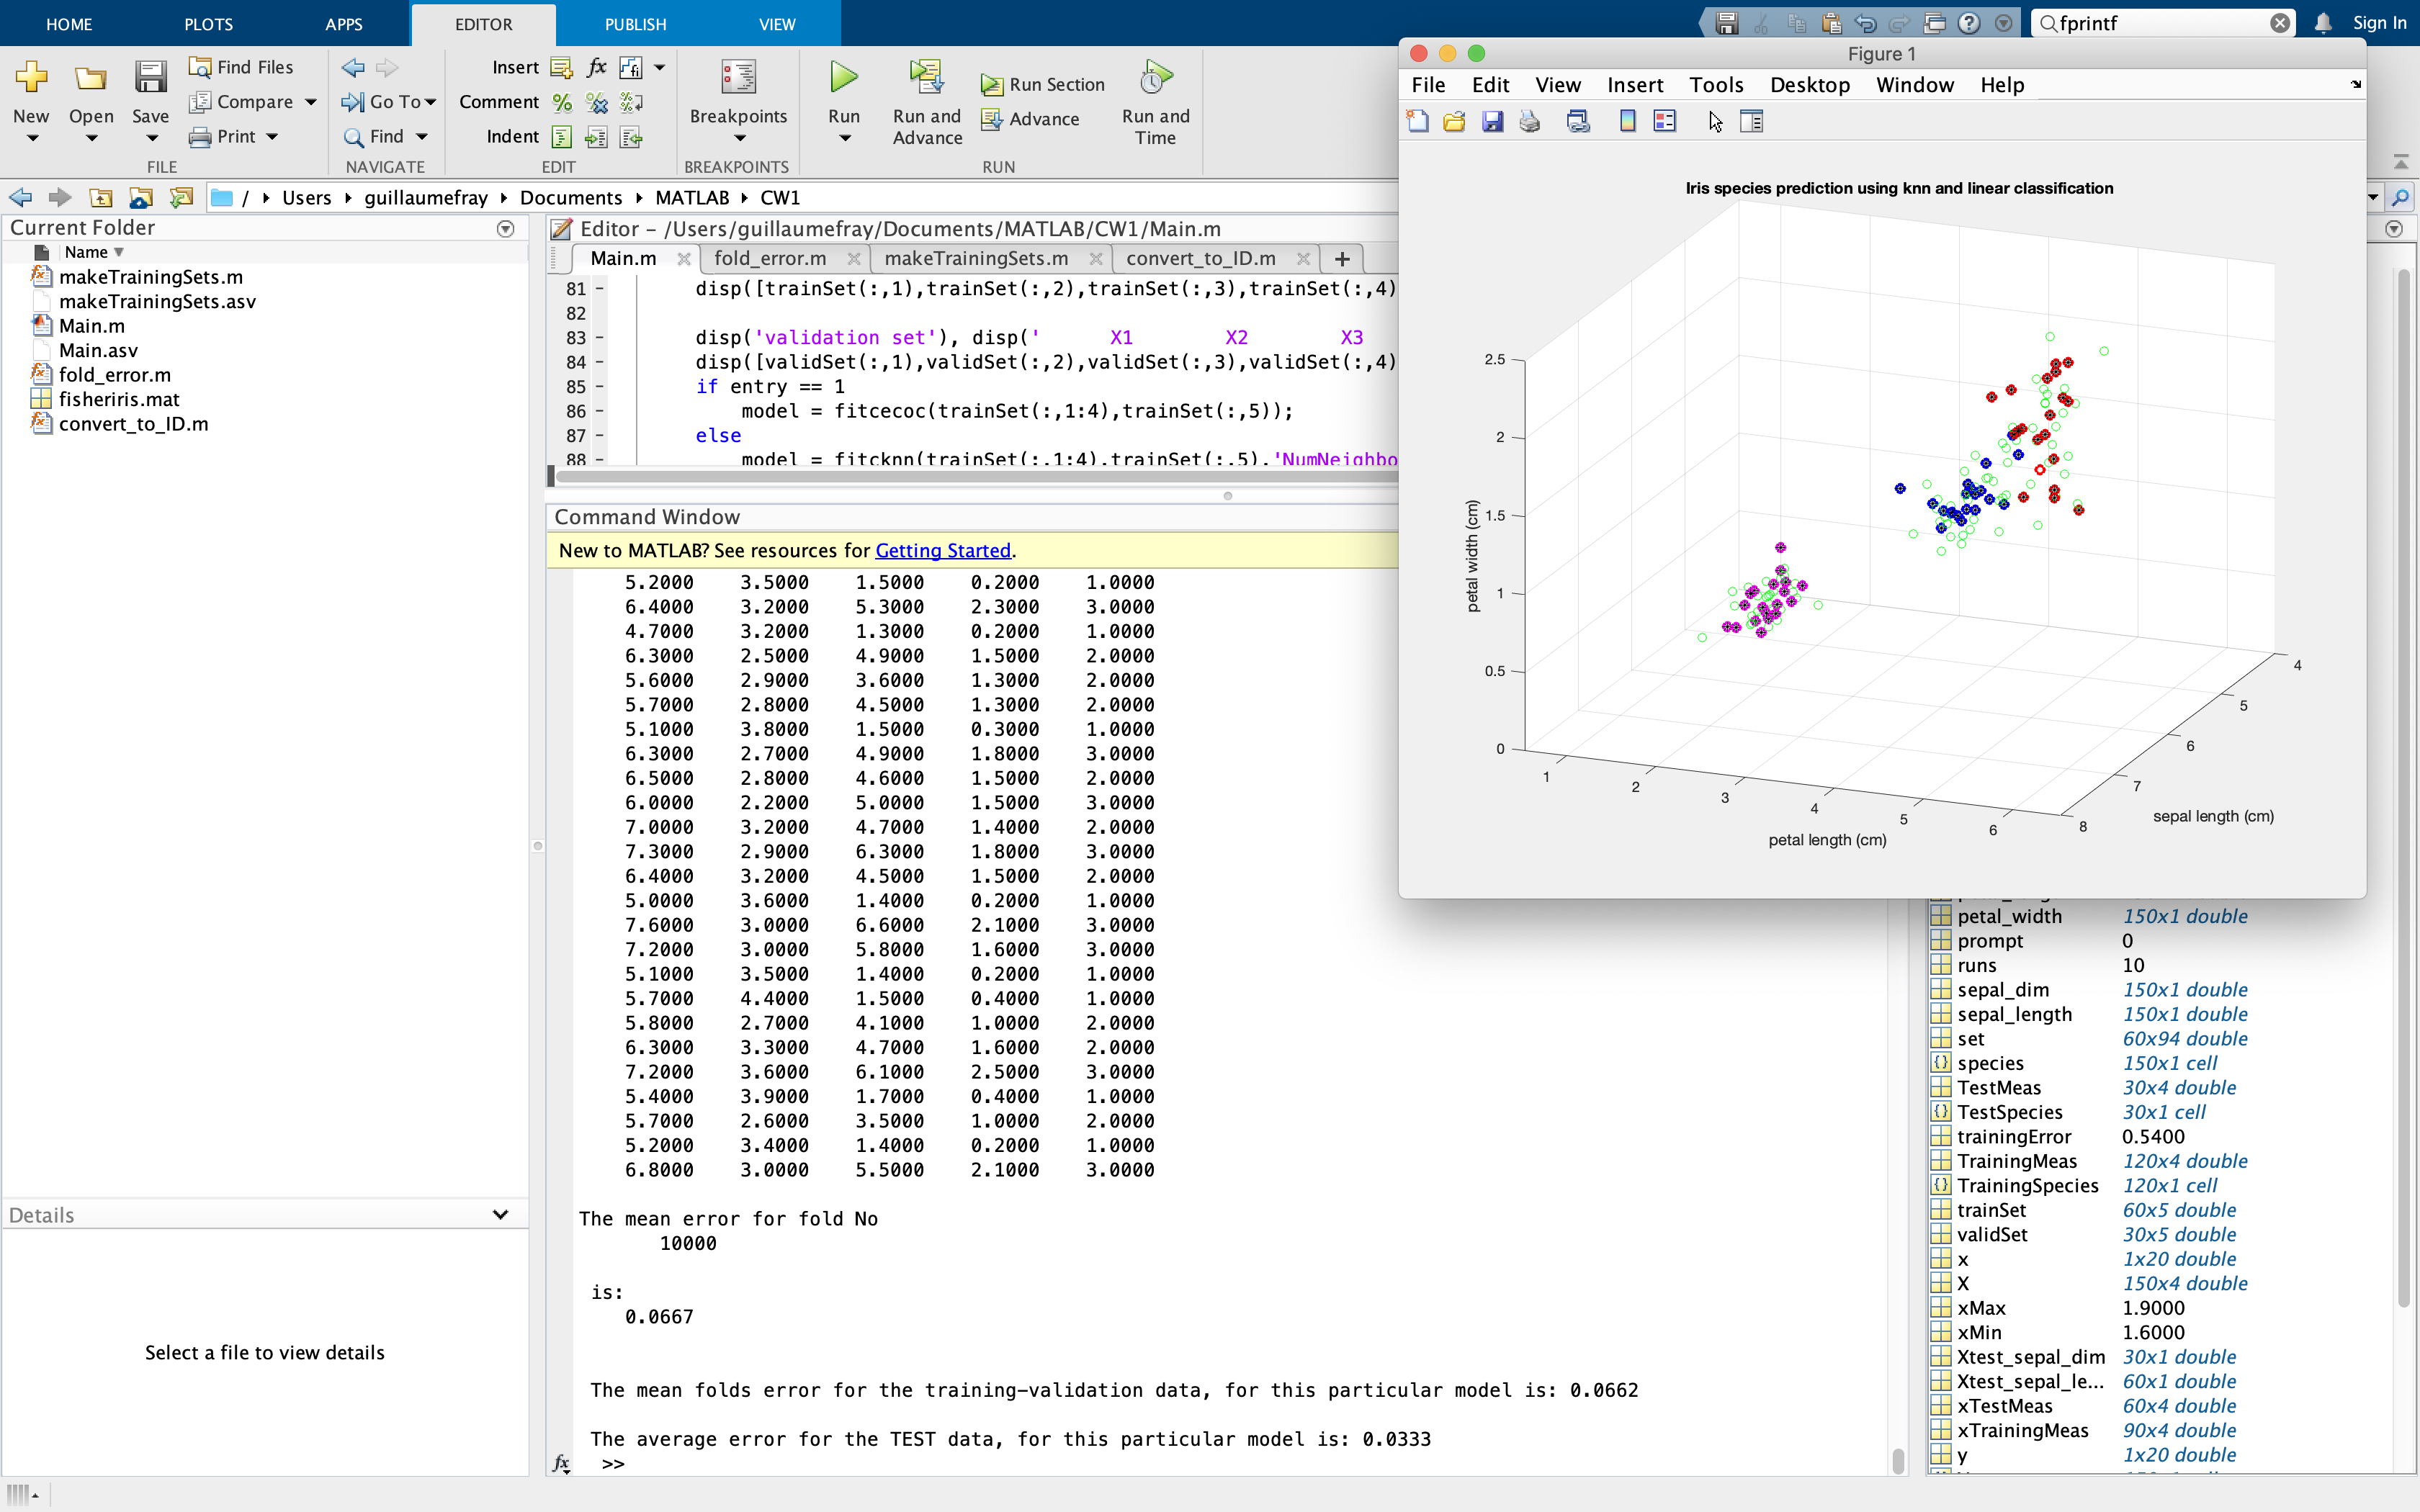 HOME PLOTS APPS EDITOR PUBLISH VIEW
fprintf
Sign In
New
Open
Save
Find Files
Compare
Print
FILE
Go To
Find
NAVIGATE
Insert fx
Comment
Indent
EDIT
Breakpoints
BREAKPOINTS
Run
Run and Advance
Run Section
Advance
Run and Time
RUN
/ Users guillaumefray Documents MATLAB CW1
Current Folder
Name
makeTrainingSets.m
makeTrainingSets.asv
Main.m
Main.asv
fold_error.m
fisheriris.mat
convert_to_ID.m
Details
Select a file to view details
Editor – /Users/guillaumefray/Documents/MATLAB/CW1/Main.m
Main.m fold_error.m makeTrainingSets.m convert_to_ID.m +
81 – disp([trainSet(:,1),trainSet(:,2),trainSet(:,3),trainSet(:,4)
82
83 – disp('validation set'), disp(' X1 X2 X3
84 – disp([validSet(:,1),validSet(:,2),validSet(:,3),validSet(:,4)
85 – if entry == 1
86 – model = fitcecoc(trainSet(:,1:4),trainSet(:,5));
87 – else
88 – model = fitcknn(trainSet(:,1:4),trainSet(:,5),'NumNeighbo
Command Window
New to MATLAB? See resources for Getting Started.
5.2000 3.5000 1.5000 0.2000 1.0000
6.4000 3.2000 5.3000 2.3000 3.0000
4.7000 3.2000 1.3000 0.2000 1.0000
6.3000 2.5000 4.9000 1.5000 2.0000
5.6000 2.9000 3.6000 1.3000 2.0000
5.7000 2.8000 4.5000 1.3000 2.0000
5.1000 3.8000 1.5000 0.3000 1.0000
6.3000 2.7000 4.9000 1.8000 3.0000
6.5000 2.8000 4.6000 1.5000 2.0000
6.0000 2.2000 5.0000 1.5000 3.0000
7.0000 3.2000 4.7000 1.4000 2.0000
7.3000 2.9000 6.3000 1.8000 3.0000
6.4000 3.2000 4.5000 1.5000 2.0000
5.0000 3.6000 1.4000 0.2000 1.0000
7.6000 3.0000 6.6000 2.1000 3.0000
7.2000 3.0000 5.8000 1.6000 3.0000
5.1000 3.5000 1.4000 0.2000 1.0000
5.7000 4.4000 1.5000 0.4000 1.0000
5.8000 2.7000 4.1000 1.0000 2.0000
6.3000 3.3000 4.7000 1.6000 2.0000
7.2000 3.6000 6.1000 2.5000 3.0000
5.4000 3.9000 1.7000 0.4000 1.0000
5.7000 2.6000 3.5000 1.0000 2.0000
5.2000 3.4000 1.4000 0.2000 1.0000
6.8000 3.0000 5.5000 2.1000 3.0000
The mean error for fold No
10000
is:
0.0667
The mean folds error for the training-validation data, for this particular model is: 0.0662
The average error for the TEST data, for this particular model is: 0.0333
fx >>
Figure 1
File Edit View Insert Tools Desktop Window Help
Iris species prediction using knn and linear classification
2.5
2
1.5
1
0.5
0
petal width (cm)
1 2 3 4 5 6
petal length (cm)
4
5
6
7
8
sepal length (cm)
petal_width 150x1 double
prompt 0
runs 10
sepal_dim 150x1 double
sepal_length 150x1 double
set 60x94 double
species 150x1 cell
TestMeas 30x4 double
TestSpecies 30x1 cell
trainingError 0.5400
TrainingMeas 120x4 double
TrainingSpecies 120x1 cell
trainSet 60x5 double
validSet 30x5 double
x 1x20 double
X 150x4 double
xMax 1.9000
xMin 1.6000
Xtest_sepal_dim 30x1 double
Xtest_sepal_le... 60x1 double
xTestMeas 60x4 double
xTrainingMeas 90x4 double
y 1x20 double